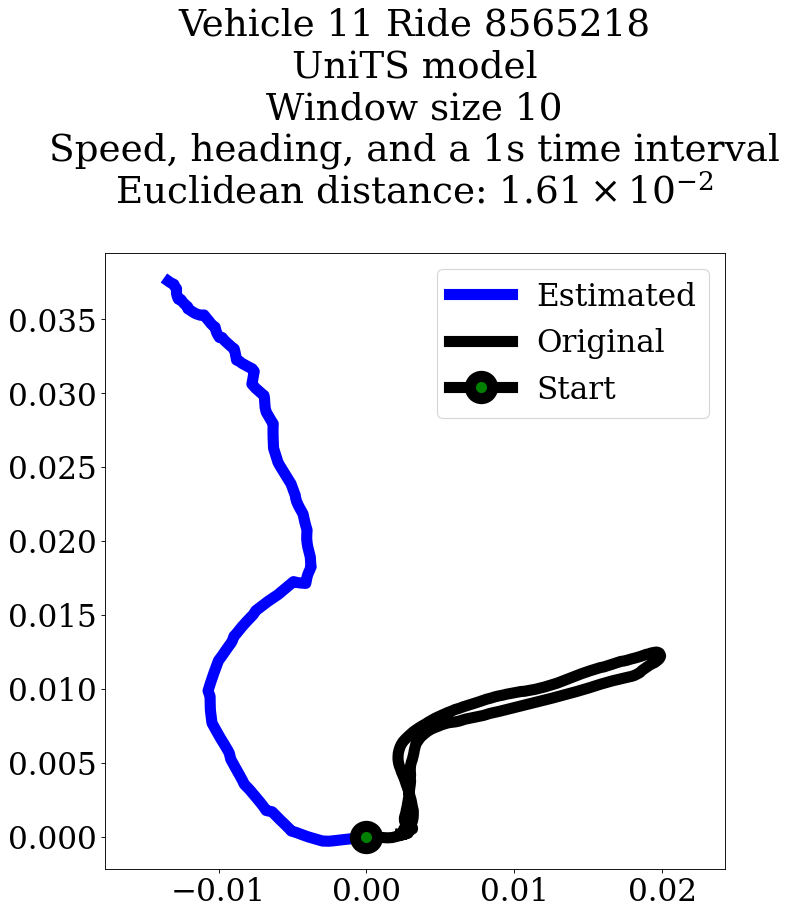 Vehicle 11 Ride 8565218
UniTS model
Window size 10
Speed, heading, and a 1s time interval
Euclidean distance: 1.61 × 10⁻²
Estimated
Original
Start
0.035
0.030
0.025
0.020
0.015
0.010
0.005
0.000
−0.01 0.00 0.01 0.02